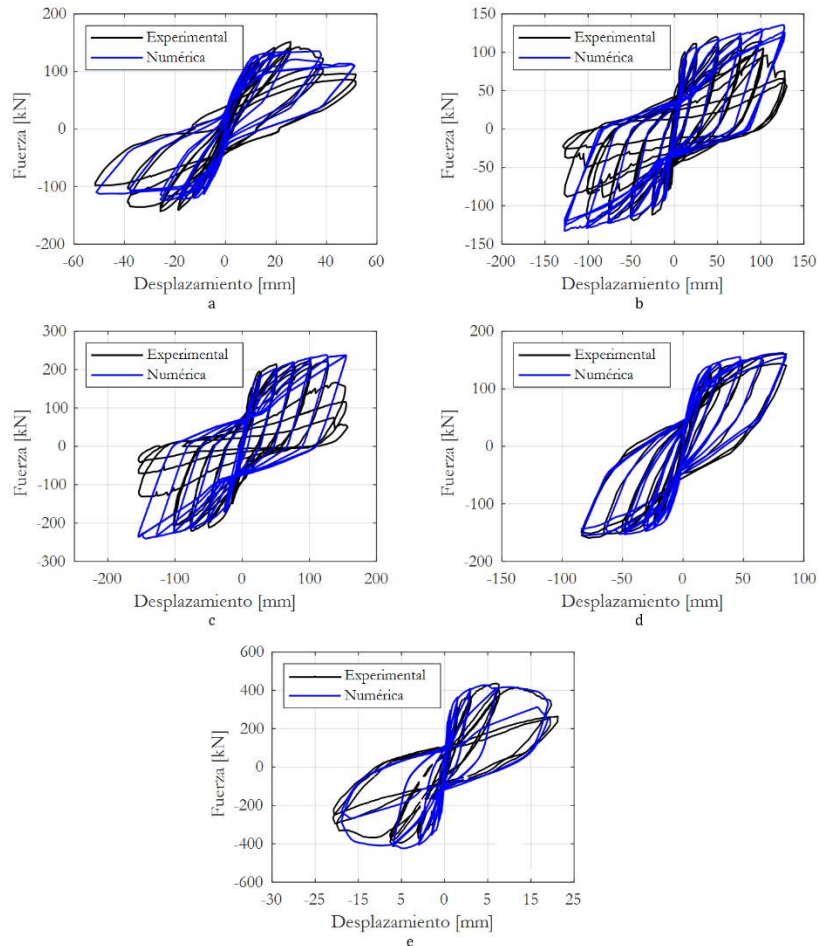 Fuerza [kN]
200
100
0
-100
-200
Experimental
Numérica
-60 -40 -20 0 20 40 60
Desplazamiento [mm]
a
Fuerza [kN]
150
100
50
0
-50
-100
-150
Experimental
Numérica
-200 -150 -100 -50 0 50 100 150
Desplazamiento [mm]
b
Fuerza [kN]
300
200
100
0
-100
-200
-300
Experimental
Numérica
-200 -100 0 100 200
Desplazamiento [mm]
c
Fuerza [kN]
200
100
0
-100
-200
Experimental
Numérica
-150 -100 -50 0 50 100
Desplazamiento [mm]
d
Fuerza [kN]
600
400
200
0
-200
-400
-600
Experimental
Numérica
-30 -25 -15 5 0 5 15 25
Desplazamiento [mm]
e